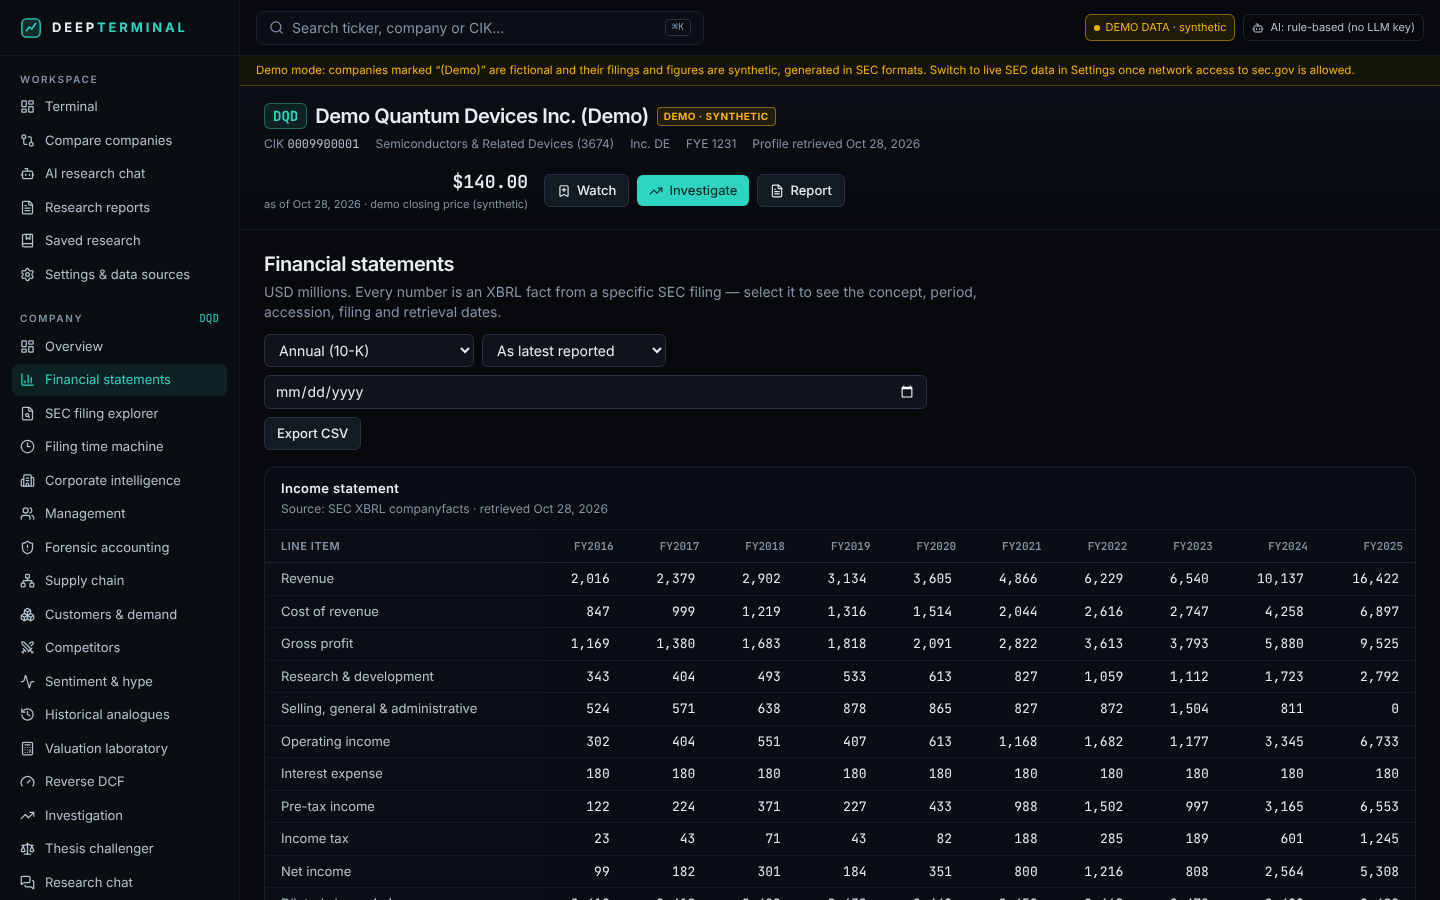 DEEPTERMINAL
Search ticker, company or CIK...
⌘K
DEMO DATA · synthetic
AI: rule-based (no LLM key)
Demo mode: companies marked “(Demo)” are fictional and their filings and figures are synthetic, generated in SEC formats. Switch to live SEC data in Settings once network access to sec.gov is allowed.
WORKSPACE
Terminal
Compare companies
AI research chat
Research reports
Saved research
Settings & data sources
COMPANY DQD
Overview
Financial statements
SEC filing explorer
Filing time machine
Corporate intelligence
Management
Forensic accounting
Supply chain
Customers & demand
Competitors
Sentiment & hype
Historical analogues
Valuation laboratory
Reverse DCF
Investigation
Thesis challenger
Research chat
DQD Demo Quantum Devices Inc. (Demo) DEMO · SYNTHETIC
CIK 0009900001 Semiconductors & Related Devices (3674) Inc. DE FYE 1231 Profile retrieved Oct 28, 2026
$140.00
as of Oct 28, 2026 · demo closing price (synthetic)
Watch
Investigate
Report
Financial statements
USD millions. Every number is an XBRL fact from a specific SEC filing — select it to see the concept, period,
accession, filing and retrieval dates.
Annual (10-K) As latest reported
mm/dd/yyyy
Export CSV
Income statement
Source: SEC XBRL companyfacts · retrieved Oct 28, 2026
LINE ITEM FY2016 FY2017 FY2018 FY2019 FY2020 FY2021 FY2022 FY2023 FY2024 FY2025
Revenue 2,016 2,379 2,902 3,134 3,605 4,866 6,229 6,540 10,137 16,422
Cost of revenue 847 999 1,219 1,316 1,514 2,044 2,616 2,747 4,258 6,897
Gross profit 1,169 1,380 1,683 1,818 2,091 2,822 3,613 3,793 5,880 9,525
Research & development 343 404 493 533 613 827 1,059 1,112 1,723 2,792
Selling, general & administrative 524 571 638 878 865 827 872 1,504 811 0
Operating income 302 404 551 407 613 1,168 1,682 1,177 3,345 6,733
Interest expense 180 180 180 180 180 180 180 180 180 180
Pre-tax income 122 224 371 227 433 988 1,502 997 3,165 6,553
Income tax 23 43 71 43 82 188 285 189 601 1,245
Net income 99 182 301 184 351 800 1,216 808 2,564 5,308